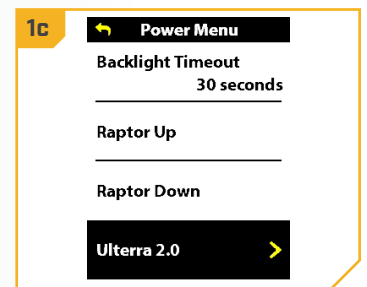 1c
Power Menu
Backlight Timeout
30 seconds
Raptor Up
Raptor Down
Ulterra 2.0